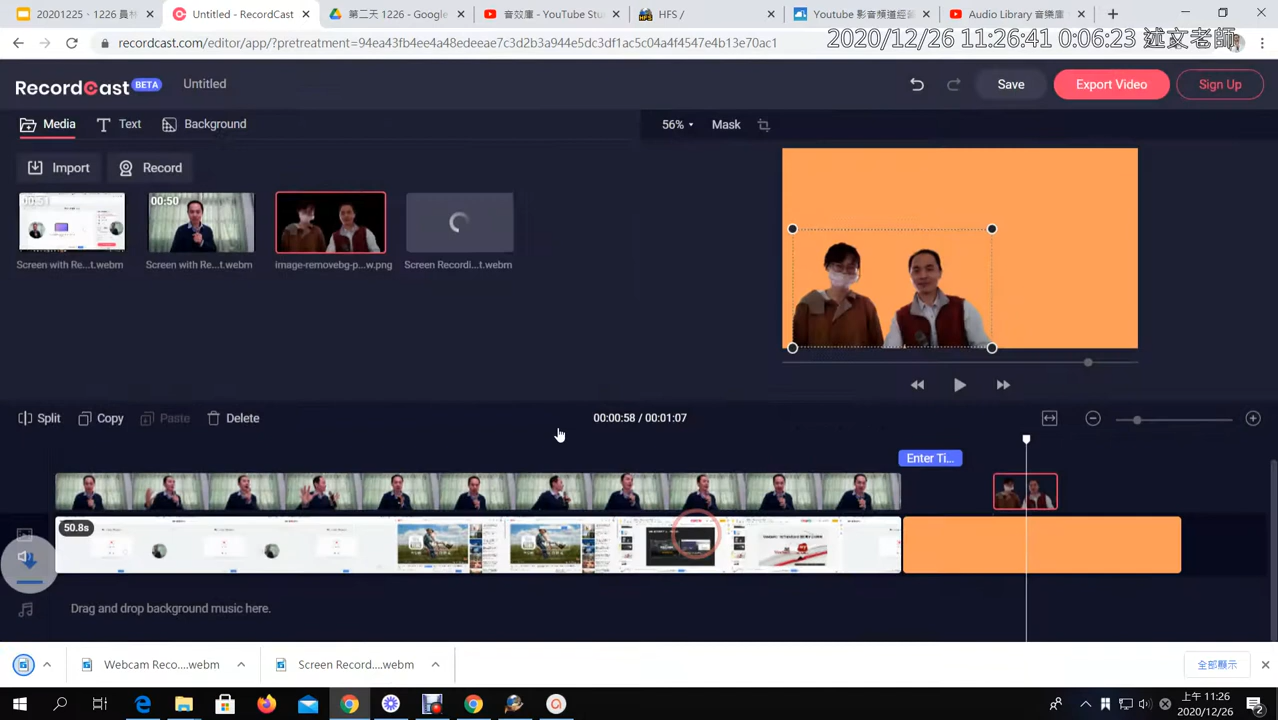 20201225、1226 員林
Untitled - RecordCast
第二天 1226 - Google
音效庫 - YouTube Stu
HFS /
Youtube 影音頻道經營
Audio Library 音樂庫
recordcast.com/editor/app/?pretreatment=94ea43fb4ee4a48edeeae7c3d2b3a944e5dc3df1ac5c04a4f4547e4b13e70ac1
2020/12/26 11:26:41 0:06:23 述文老師
RecordCast BETA Untitled Save Export Video Sign Up
Media Text Background 56% Mask
Import Record
00:51 00:50
Screen with Re...t.webm Screen with Re...t.webm image-removebg-p...w.png Screen Recordi...t.webm
Split Copy Paste Delete 00:00:58 / 00:01:07
Enter Ti...
50.8s
Drag and drop background music here.
Webcam Reco....webm Screen Record....webm 全部顯示
上午 11:26
2020/12/26
2